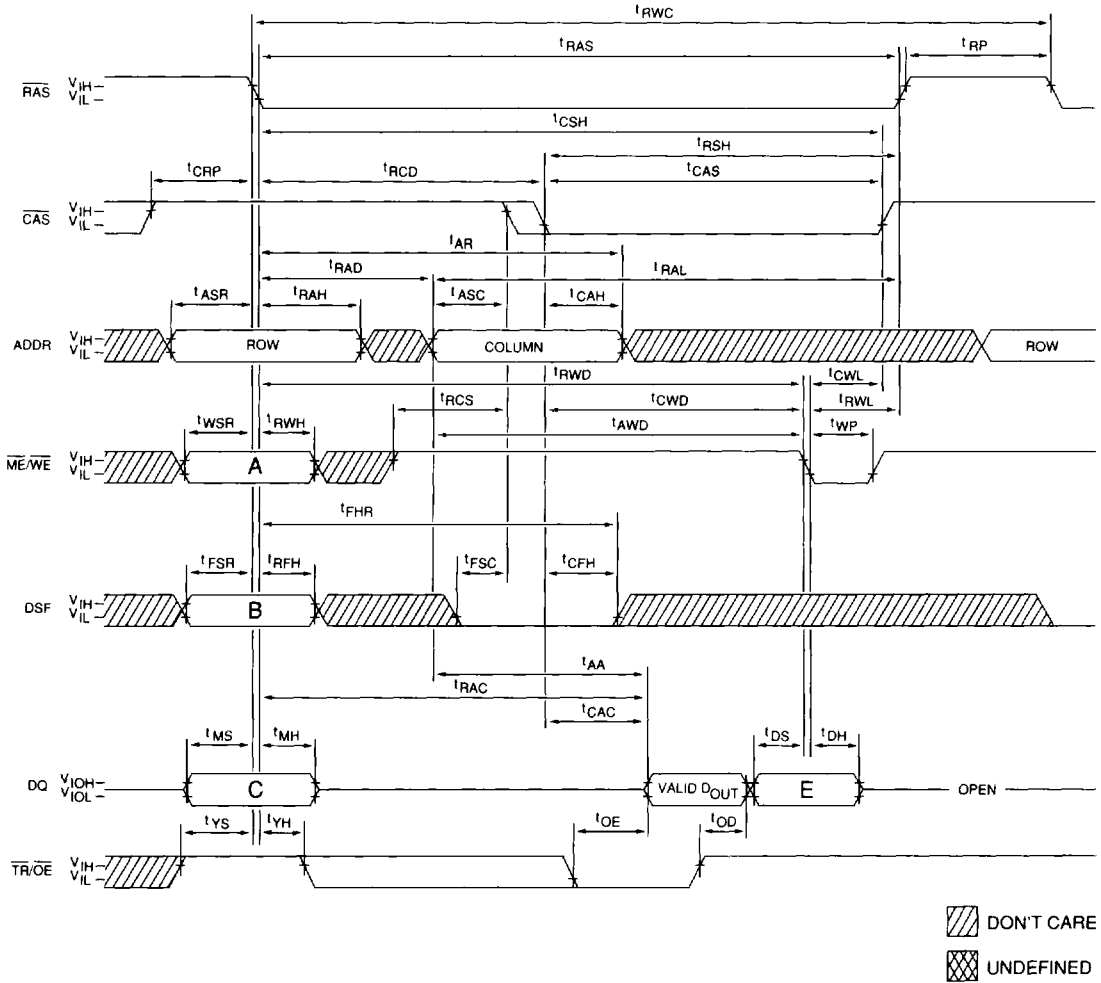 tRWC
tRAS
tRP
RAS VIH VIL
tCSH
tRSH
tCRP tRCD tCAS
CAS VIH VIL
tAR
tRAD tRAL
tASR tRAH tASC tCAH
ADDR VIH VIL ROW COLUMN ROW
tRWD tCWL
tRCS tCWD tRWL
tWSR tRWH tAWD tWP
ME/WE VIH VIL A
tFHR
tFSR tRFH tFSC tCFH
DSF VIH VIL B
tAA
tRAC
tCAC
tMS tMH tDS tDH
DQ VIOH VIOL C VALID DOUT E OPEN
tYS tYH tOE tOD
TR/OE VIH VIL
DON'T CARE
UNDEFINED